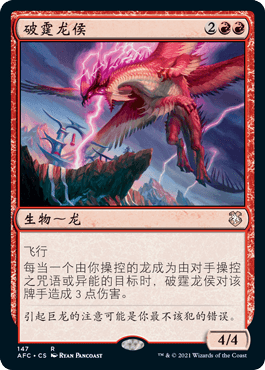 破霆龙侯 2
生物～龙
飞行
每当一个由你操控的龙成为由对手操控
之咒语或异能的目标时，破霆龙侯对该
牌手造成3点伤害。
引起巨龙的注意可能是你最不该犯的错误。
4/4
147 R
AFC • CS RYAN PANCOAST ™ & © 2021 Wizards of the Coast